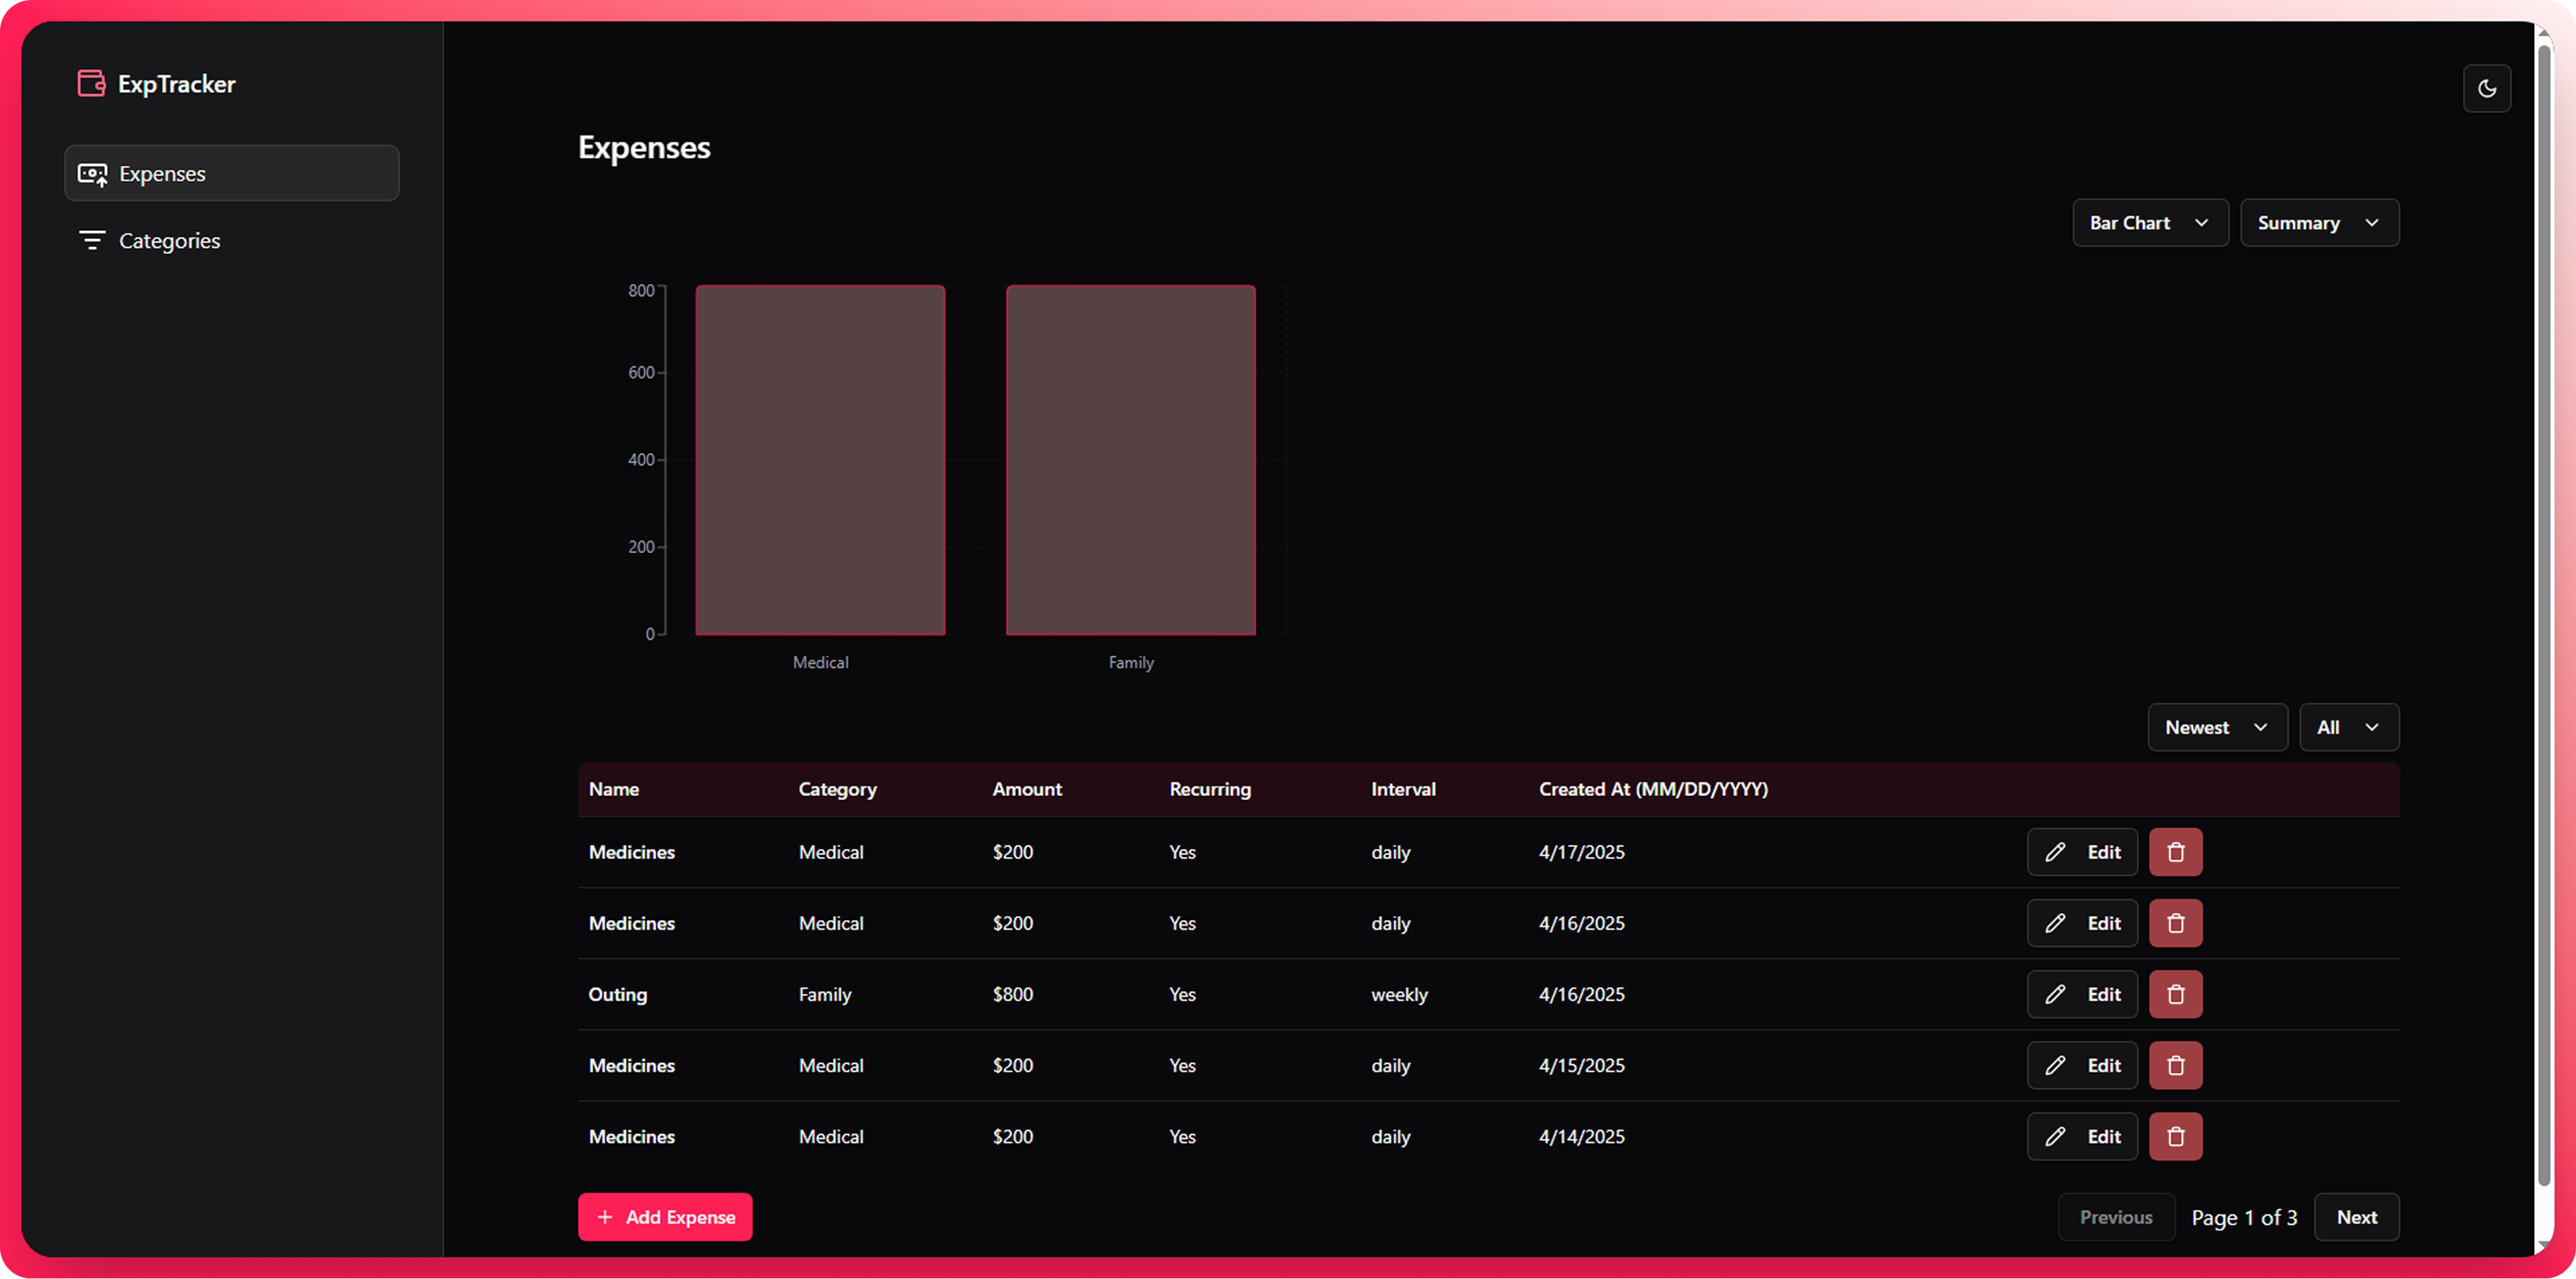 ExpTracker
Expenses
Categories
Expenses
Bar Chart Summary
800
600
400
200
0
Medical Family
Newest All
Name Category Amount Recurring Interval Created At (MM/DD/YYYY)
Medicines Medical $200 Yes daily 4/17/2025 Edit
Medicines Medical $200 Yes daily 4/16/2025 Edit
Outing Family $800 Yes weekly 4/16/2025 Edit
Medicines Medical $200 Yes daily 4/15/2025 Edit
Medicines Medical $200 Yes daily 4/14/2025 Edit
+ Add Expense Previous Page 1 of 3 Next